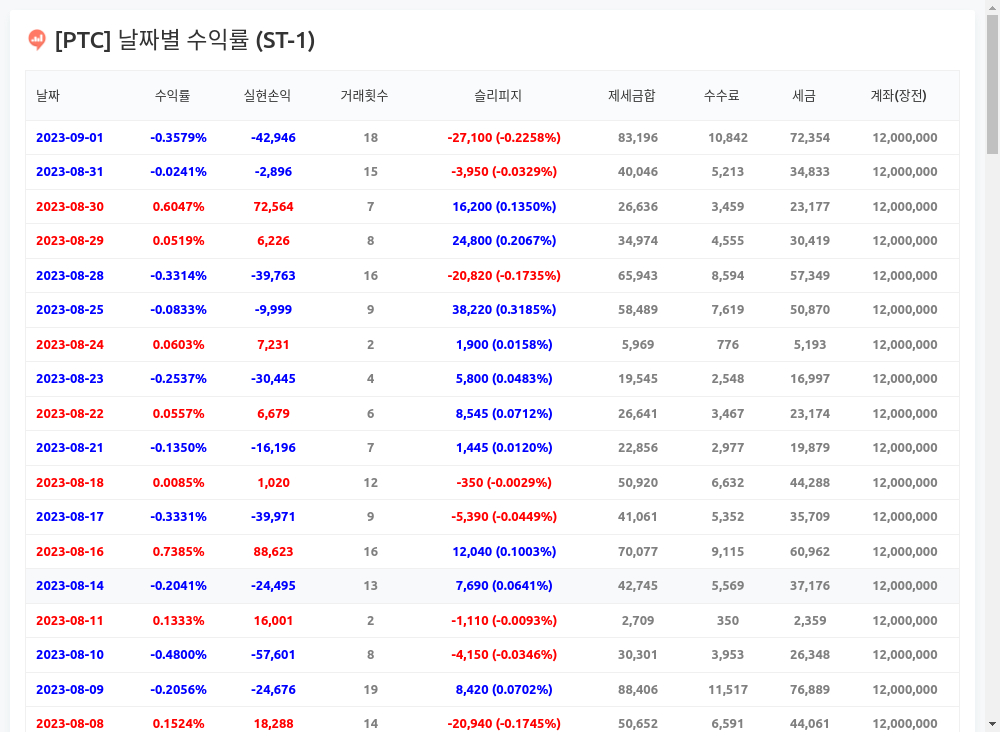 [PTC] 날짜별 수익률 (ST-1)
날짜 수익률 실현손익 거래횟수 슬리피지 제세금합 수수료 세금 계좌(장전)
2023-09-01 -0.3579% -42,946 18 -27,100 (-0.2258%) 83,196 10,842 72,354 12,000,000
2023-08-31 -0.0241% -2,896 15 -3,950 (-0.0329%) 40,046 5,213 34,833 12,000,000
2023-08-30 0.6047% 72,564 7 16,200 (0.1350%) 26,636 3,459 23,177 12,000,000
2023-08-29 0.0519% 6,226 8 24,800 (0.2067%) 34,974 4,555 30,419 12,000,000
2023-08-28 -0.3314% -39,763 16 -20,820 (-0.1735%) 65,943 8,594 57,349 12,000,000
2023-08-25 -0.0833% -9,999 9 38,220 (0.3185%) 58,489 7,619 50,870 12,000,000
2023-08-24 0.0603% 7,231 2 1,900 (0.0158%) 5,969 776 5,193 12,000,000
2023-08-23 -0.2537% -30,445 4 5,800 (0.0483%) 19,545 2,548 16,997 12,000,000
2023-08-22 0.0557% 6,679 6 8,545 (0.0712%) 26,641 3,467 23,174 12,000,000
2023-08-21 -0.1350% -16,196 7 1,445 (0.0120%) 22,856 2,977 19,879 12,000,000
2023-08-18 0.0085% 1,020 12 -350 (-0.0029%) 50,920 6,632 44,288 12,000,000
2023-08-17 -0.3331% -39,971 9 -5,390 (-0.0449%) 41,061 5,352 35,709 12,000,000
2023-08-16 0.7385% 88,623 16 12,040 (0.1003%) 70,077 9,115 60,962 12,000,000
2023-08-14 -0.2041% -24,495 13 7,690 (0.0641%) 42,745 5,569 37,176 12,000,000
2023-08-11 0.1333% 16,001 2 -1,110 (-0.0093%) 2,709 350 2,359 12,000,000
2023-08-10 -0.4800% -57,601 8 -4,150 (-0.0346%) 30,301 3,953 26,348 12,000,000
2023-08-09 -0.2056% -24,676 19 8,420 (0.0702%) 88,406 11,517 76,889 12,000,000
2023-08-08 0.1524% 18,288 14 -20,940 (-0.1745%) 50,652 6,591 44,061 12,000,000